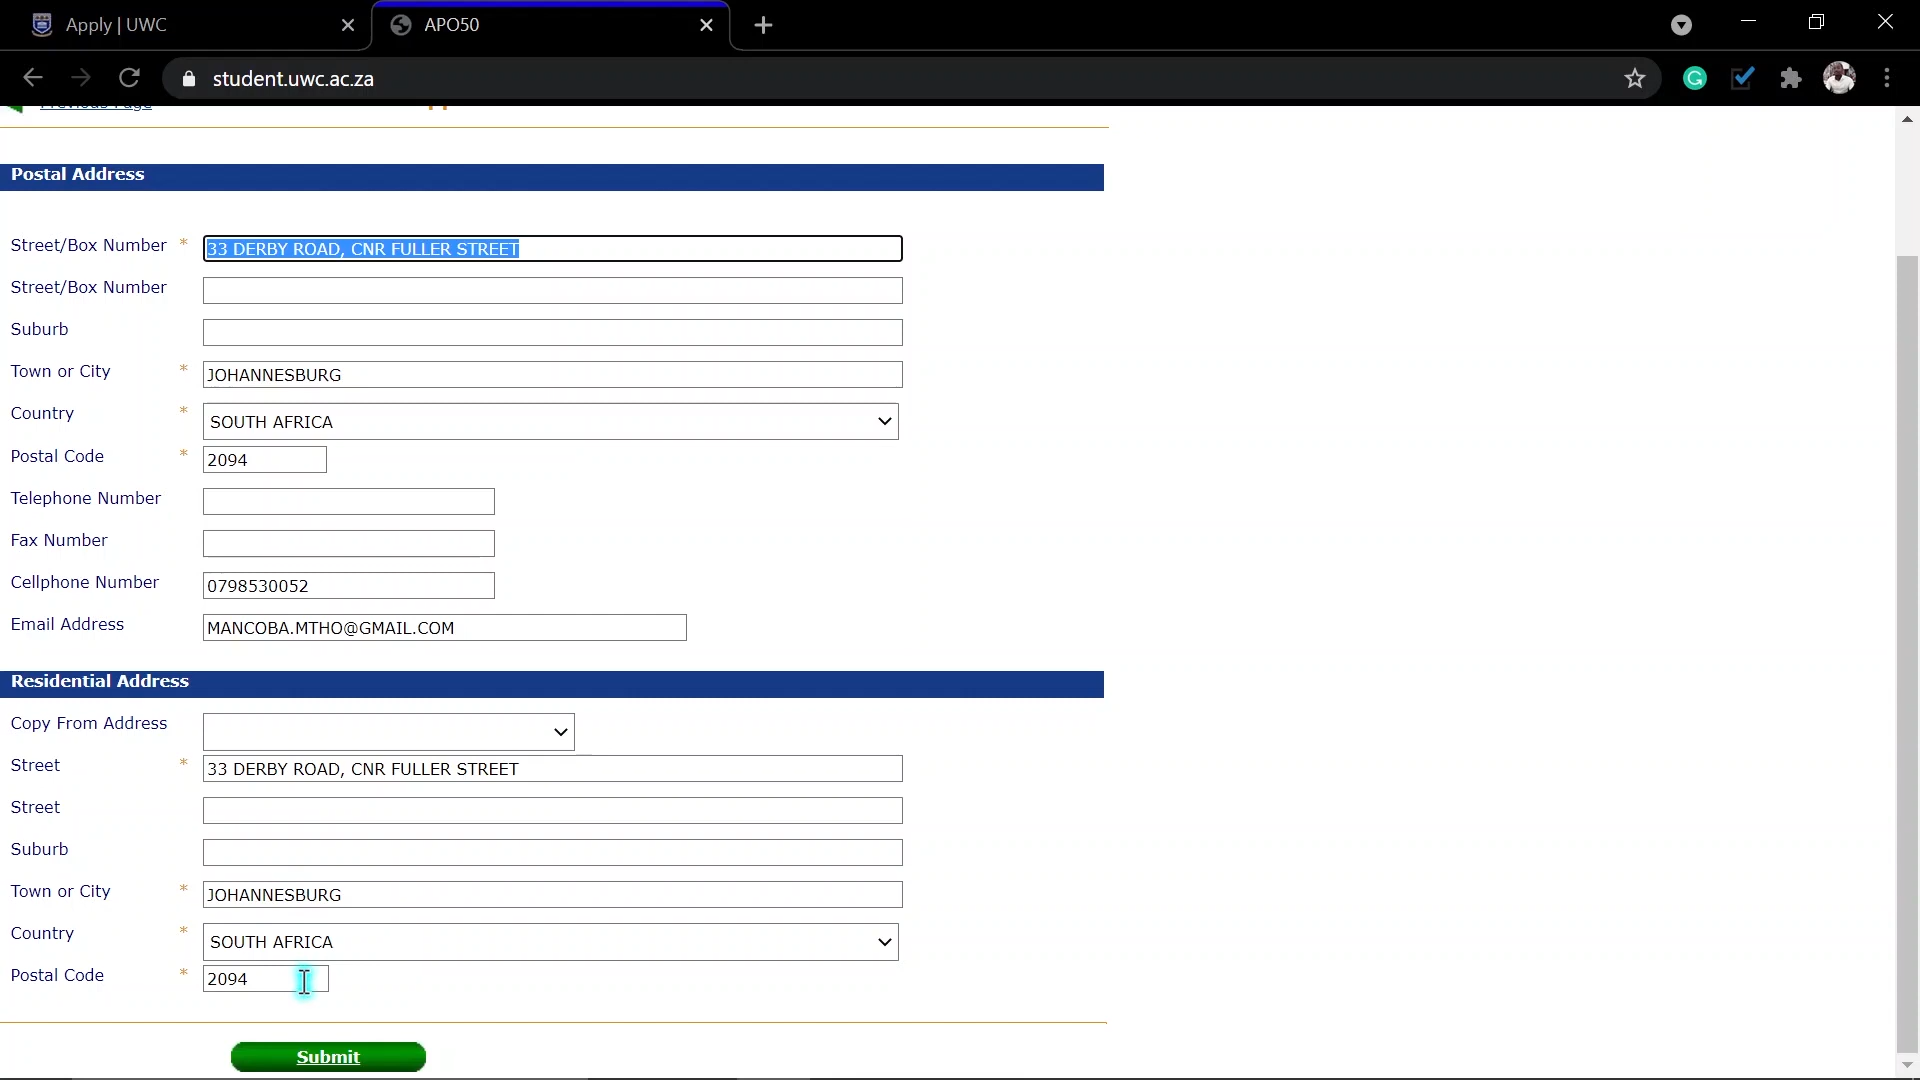 Apply | UWC
APO50
student.uwc.ac.za
Previous Page
Postal Address
Street/Box Number * 33 DERBY ROAD, CNR FULLER STREET
Street/Box Number
Suburb
Town or City * JOHANNESBURG
Country * SOUTH AFRICA
Postal Code * 2094
Telephone Number
Fax Number
Cellphone Number 0798530052
Email Address MANCOBA.MTHO@GMAIL.COM
Residential Address
Copy From Address
Street * 33 DERBY ROAD, CNR FULLER STREET
Street
Suburb
Town or City * JOHANNESBURG
Country * SOUTH AFRICA
Postal Code * 2094
Submit